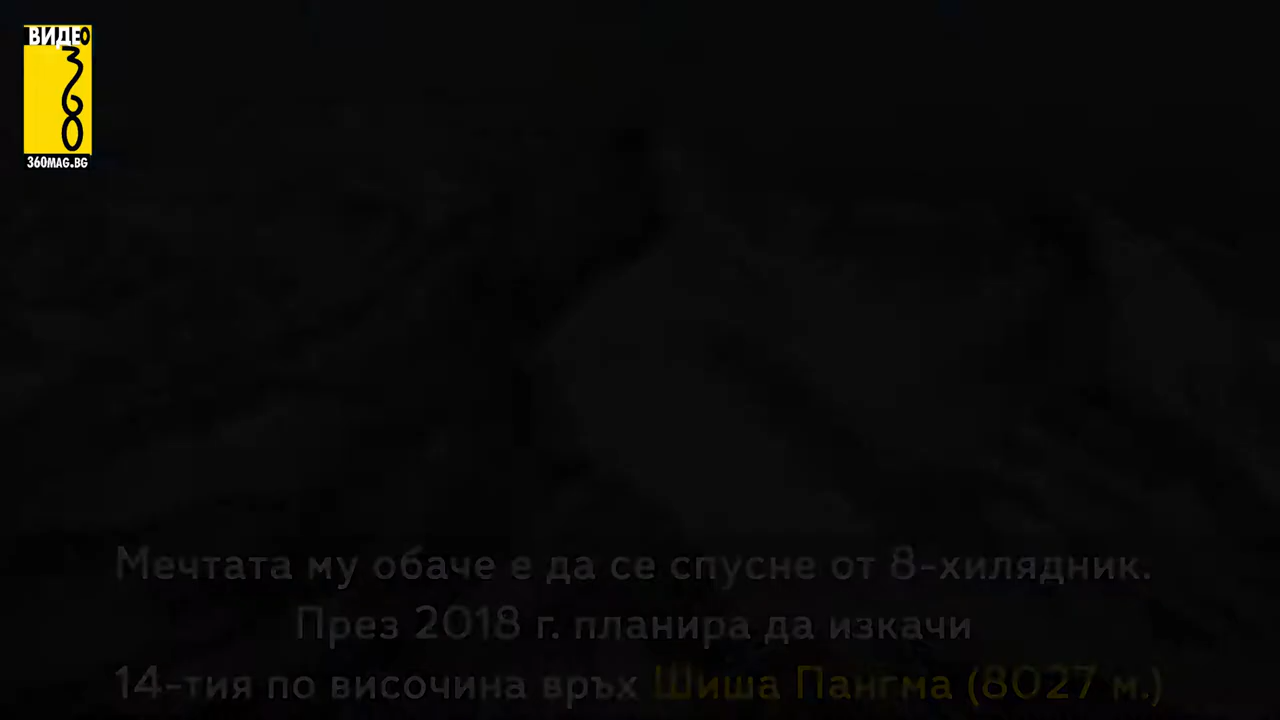 ВИДЕО
360
360MAG.BG
Мечтата му обаче е да се спусне от 8-хилядник.
През 2018 г. планира да изкачи
14-тия по височина връх Шиша Пангма (8027 м.)